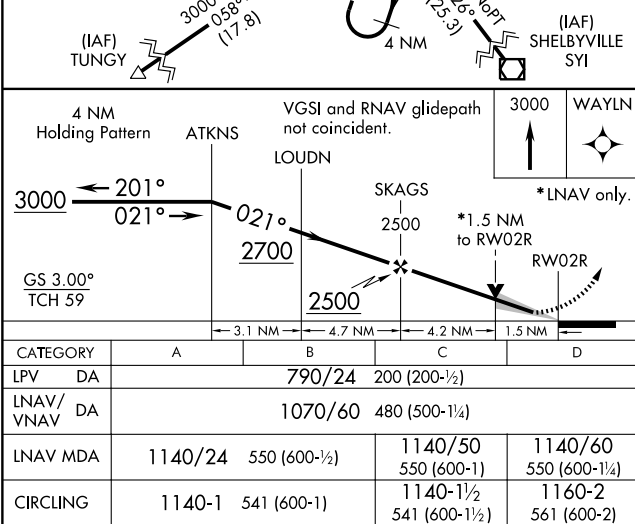 3000
058°
(17.8)
(IAF)
TUNGY
4 NM
NoPT
26°
(25.3)
(IAF)
SHELBYVILLE
SYI
4 NM
Holding Pattern
ATKNS
VGSI and RNAV glidepath
not coincident.
LOUDN
3000
WAYLN
*LNAV only.
SKAGS
2500
*1.5 NM
to RW02R
RW02R
3000
201°
021°
021°
2700
2500
GS 3.00°
TCH 59
3.1 NM 4.7 NM 4.2 NM 1.5 NM
CATEGORY A B C D
LPV DA 790/24 200 (200-½)
LNAV/
VNAV DA 1070/60 480 (500-1¼)
LNAV MDA 1140/24 550 (600-½) 1140/50 550 (600-1) 1140/60 550 (600-1¼)
CIRCLING 1140-1 541 (600-1) 1140-1½ 541 (600-1½) 1160-2 561 (600-2)